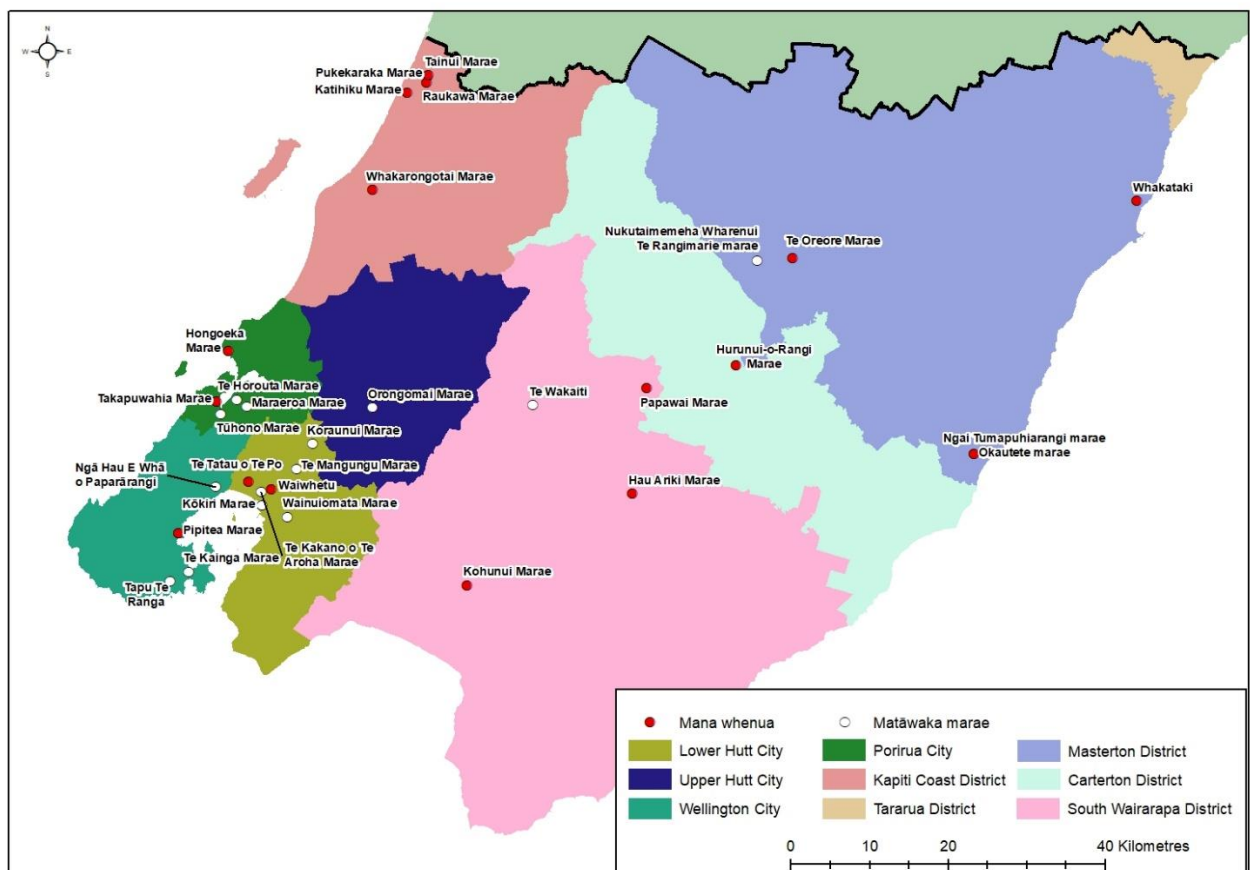 N
W E
S
Tainui Marae
Pukekaraka Marae
Katihiku Marae
Raukawa Marae
Whakarongotai Marae
Whakataki
Nukutaimemeha Wharenui
Te Rangimarie marae
Te Oreore Marae
Hongoeka
Marae
Hurunui-o-Rangi
Marae
Te Horouta Marae
Takapuwahia Marae
Maraeroa Marae
Orongomai Marae
Te Wakaiti
Papawai Marae
Tūhono Marae
Koraunui Marae
Ngai Tumapuhiarangi marae
Okautete marae
Ngā Hau E Whā
o Paparārangi
Te Tatau o Te Po
Te Mangungu Marae
Waiwhetu
Hau Ariki Marae
Kōkiri Marae
Wainuiomata Marae
Pipitea Marae
Te Kakano o Te
Aroha Marae
Te Kainga Marae
Tapu Te
Ranga
Kohunui Marae
Mana whenua
Matāwaka marae
Lower Hutt City
Porirua City
Masterton District
Upper Hutt City
Kapiti Coast District
Carterton District
Wellington City
Tararua District
South Wairarapa District
0 10 20 40 Kilometres